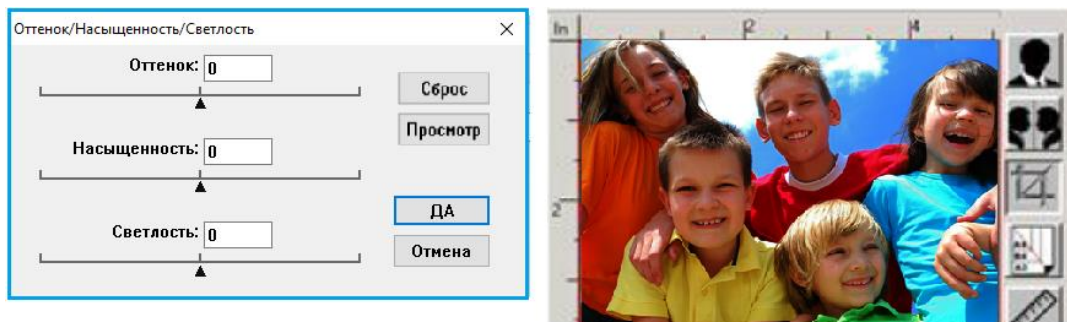 Оттенок/Насыщенность/Светлость
Оттенок: 0
Сброс
Просмотр
Насыщенность: 0
ДА
Светлость: 0
Отмена
In
2
4
2